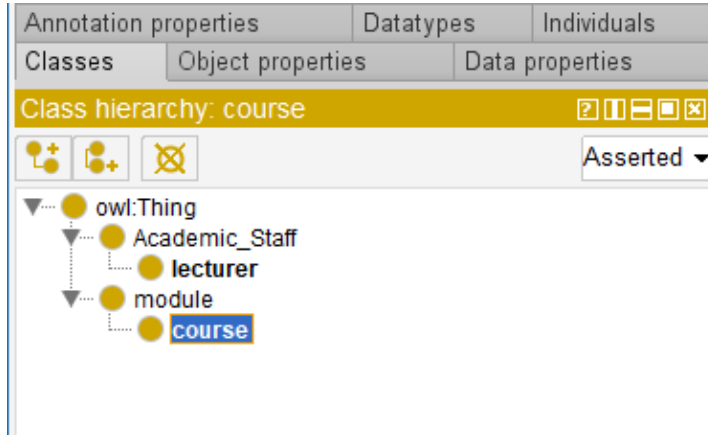 Annotation properties Datatypes Individuals
Classes Object properties Data properties
Class hierarchy: course
Asserted
owl:Thing
Academic_Staff
lecturer
module
course